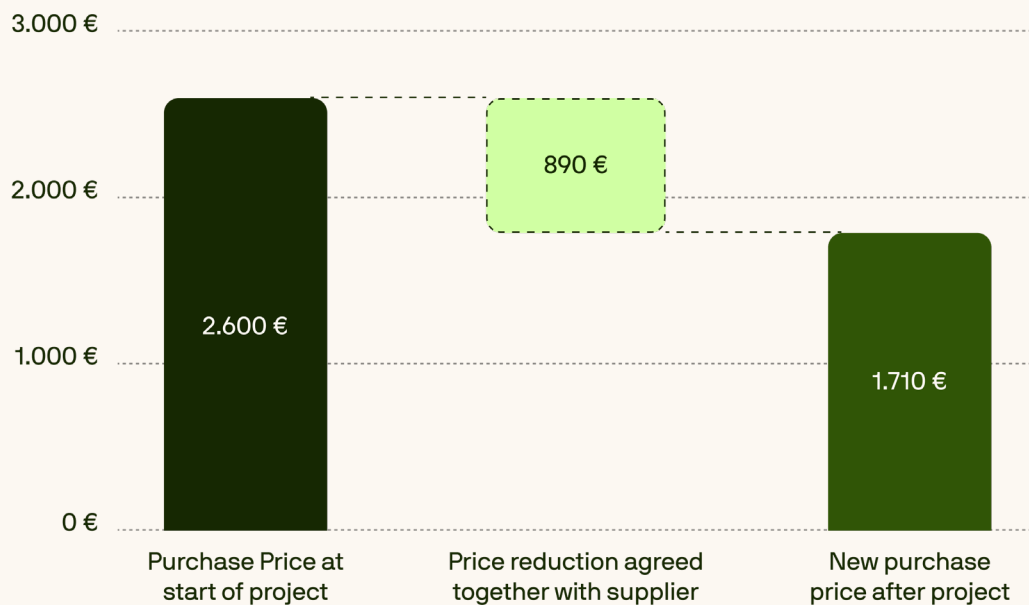 3.000 €
2.000 €
1.000 €
0 €
2.600 €
890 €
1.710 €
Purchase Price at
start of project
Price reduction agreed
together with supplier
New purchase
price after project